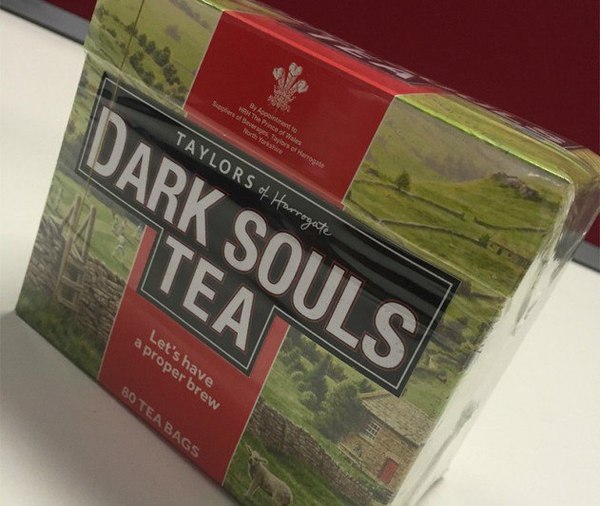 By Appointment to
HRH The Prince of Wales
Suppliers of Beverages, Taylors of Harrogate
North Yorkshire
TAYLORS of Harrogate
DARK SOULS
TEA
Let's have
a proper brew
80 TEA BAGS